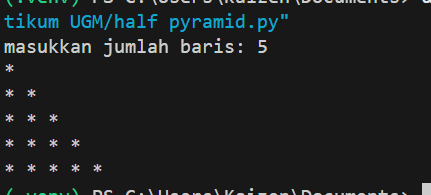 tikum UGM/half pyramid.py"
masukkan jumlah baris: 5
*
* *
* * *
* * * *
* * * * *